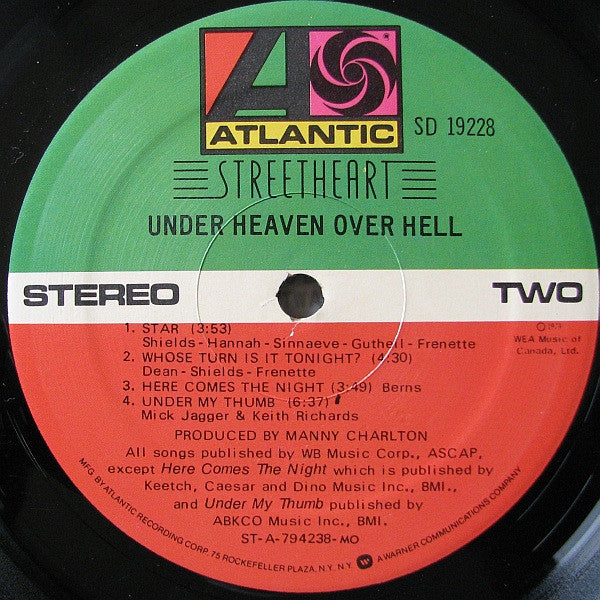 ATLANTIC
SD 19228
STREETHEART
UNDER HEAVEN OVER HELL
STEREO
TWO
1. STAR (3:53)
Shields - Hannah - Sinnaeve - Guthell - Frenette
2. WHOSE TURN IS IT TONIGHT? (4:30)
Dean - Shields - Frenette
3. HERE COMES THE NIGHT (3:49) Berns
4. UNDER MY THUMB (6:37)
Mick Jagger & Keith Richards
WEA Music of
Canada, Ltd.
PRODUCED BY MANNY CHARLTON
All songs published by WB Music Corp., ASCAP,
except Here Comes The Night which is published by
Keetch, Caesar and Dino Music Inc., BMI.,
and Under My Thumb published by
ABKCO Music Inc., BMI.
ST-A-794238-MO
MFG. BY ATLANTIC RECORDING CORP. 75 ROCKEFELLER PLAZA, N.Y. N.Y. A WARNER COMMUNICATIONS COMPANY